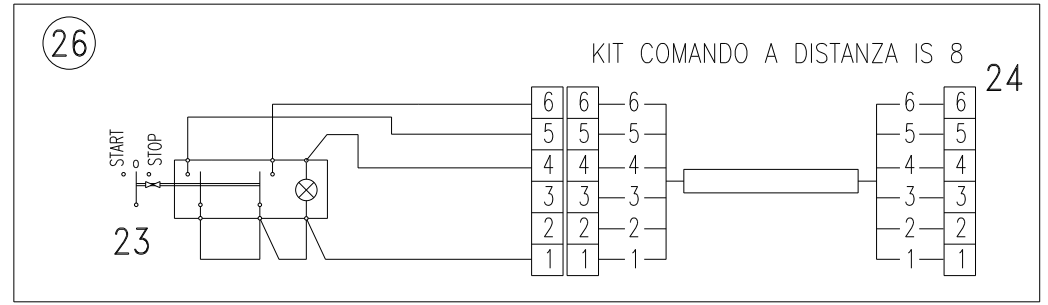 26
KIT COMANDO A DISTANZA IS 8
24
START
0
STOP
23
6 6 6 6 6
5 5 5 5 5
4 4 4 4 4
3 3 3 3 3
2 2 2 2 2
1 1 1 1 1